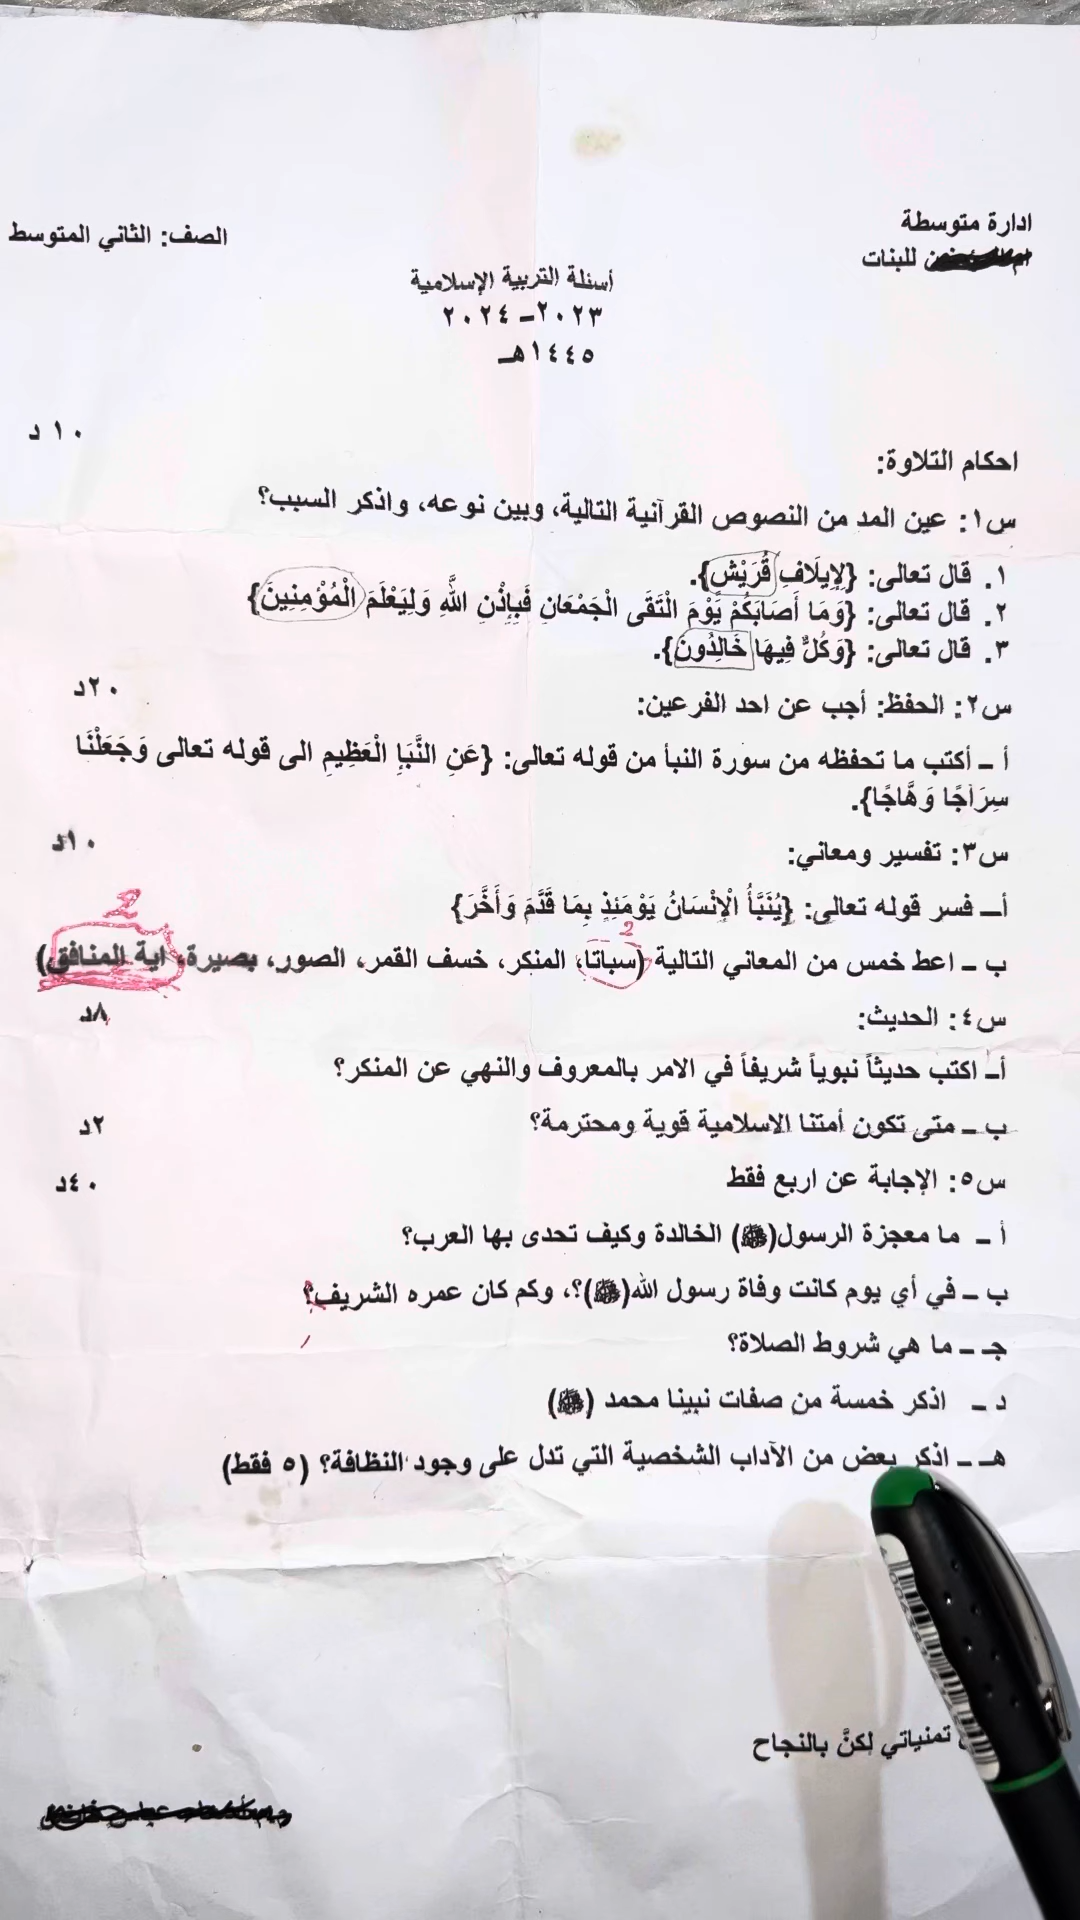 ادارة متوسطة
للبنات
الصف: الثاني المتوسط
أسئلة التربية الإسلامية
٢٠٢٣ – ٢٠٢٤
١٤٤٥هـ
١٠ د
احكام التلاوة:
س١: عين المد من النصوص القرآنية التالية، وبين نوعه، واذكر السبب؟
١. قال تعالى: {لِإِيلَافِ قُرَيْشٍ}.
٢. قال تعالى: {وَمَا أَصَابَكُمْ يَوْمَ الْتَقَى الْجَمْعَانِ فَبِإِذْنِ اللَّهِ وَلِيَعْلَمَ الْمُؤْمِنِينَ}
٣. قال تعالى: {وَكُلٌّ فِيهَا خَالِدُونَ}.
س٢: الحفظ: أجب عن احد الفرعين: ٢٠د
أ – أكتب ما تحفظه من سورة النبأ من قوله تعالى: {عَنِ النَّبَإِ الْعَظِيمِ الى قوله تعالى وَجَعَلْنَا
سِرَاجًا وَهَّاجًا}.
س٣: تفسير ومعاني: ١٠د
أ– فسر قوله تعالى: {يُنَبَّأُ الْإِنْسَانُ يَوْمَئِذٍ بِمَا قَدَّمَ وَأَخَّرَ}
2
2
ب – اعط خمس من المعاني التالية (سباتا، المنكر، خسف القمر، الصور، بصيرة، اية المنافق)
س٤: الحديث: ٨د
أ– اكتب حديثاً نبوياً شريفاً في الامر بالمعروف والنهي عن المنكر؟
ب – متى تكون أمتنا الاسلامية قوية ومحترمة؟ ٢د
س٥: الإجابة عن اربع فقط ٤٠د
أ – ما معجزة الرسول(ﷺ) الخالدة وكيف تحدى بها العرب؟
ب – في أي يوم كانت وفاة رسول الله(ﷺ)؟، وكم كان عمره الشريف؟
جـ – ما هي شروط الصلاة؟
د – اذكر خمسة من صفات نبينا محمد (ﷺ)
هـ – اذكر بعض من الآداب الشخصية التي تدل على وجود النظافة؟ (٥ فقط)
تمنياتي لكنَّ بالنجاح